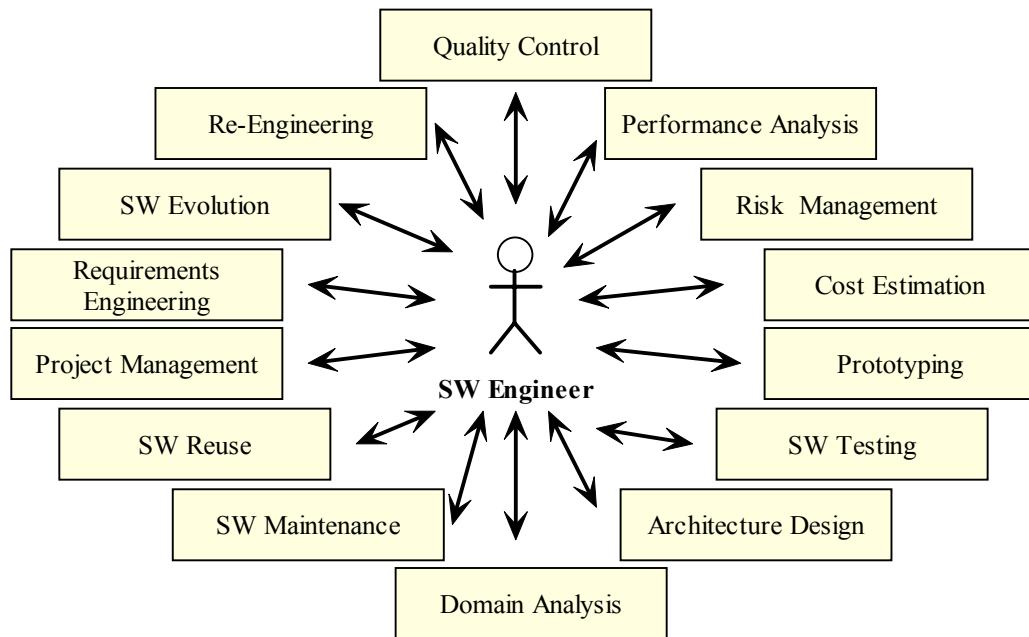 Quality Control
Re-Engineering
Performance Analysis
SW Evolution
Risk Management
Requirements
Engineering
Cost Estimation
Project Management
Prototyping
SW Engineer
SW Reuse
SW Testing
SW Maintenance
Architecture Design
Domain Analysis